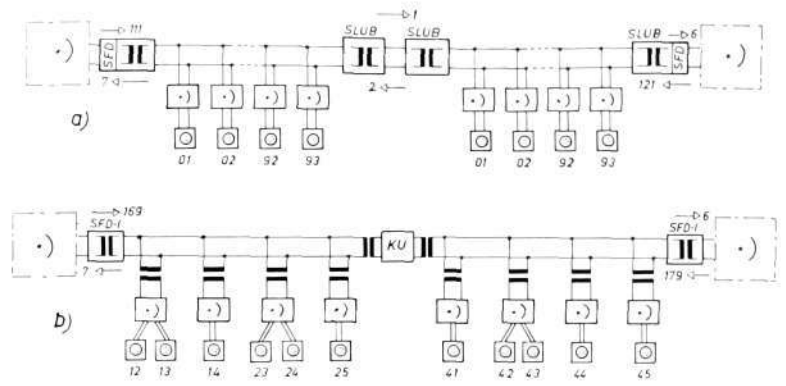 1
111
SLUB SLUB
SLUB 6
SFD
SFD
7
2
121
a)
01 02 92 93
01 02 92 93
169
6
SFD-I
SFD-I
KU
7
179
b)
12 13 14 23 24 25
41 42 43 44 45